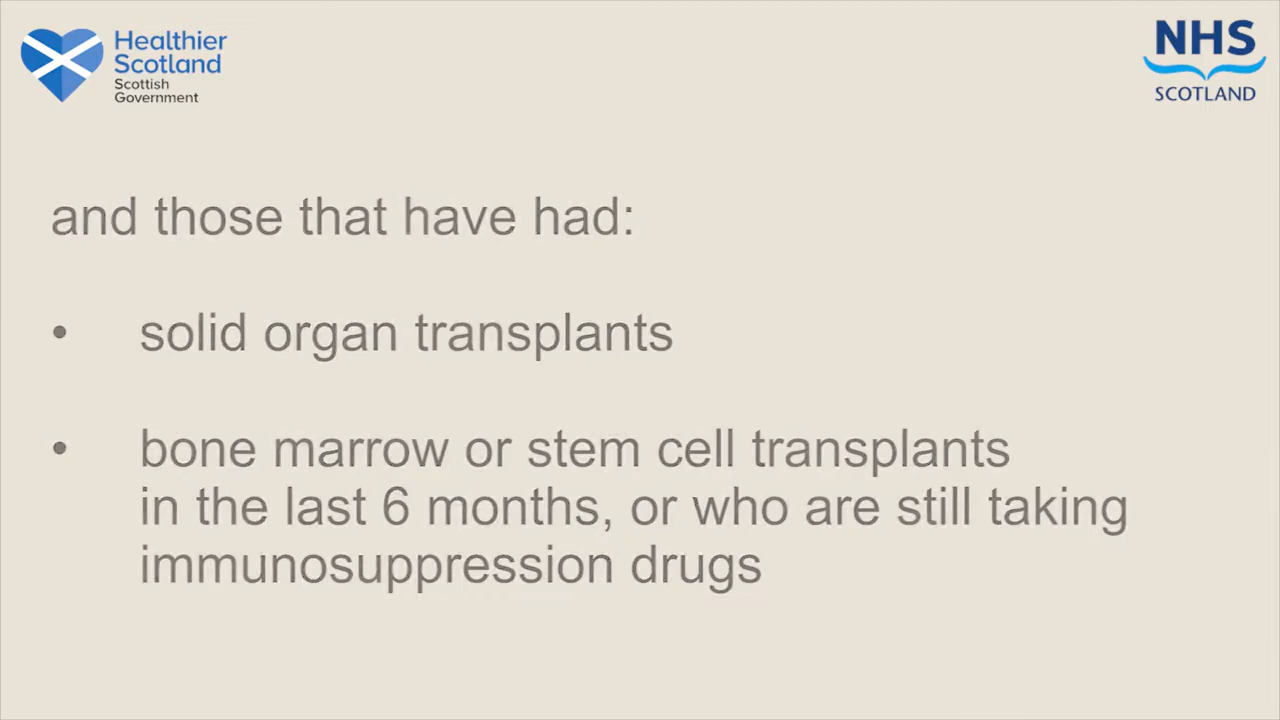 Healthier
Scotland
Scottish
Government
NHS
SCOTLAND
and those that have had:
• solid organ transplants
• bone marrow or stem cell transplants
in the last 6 months, or who are still taking
immunosuppression drugs